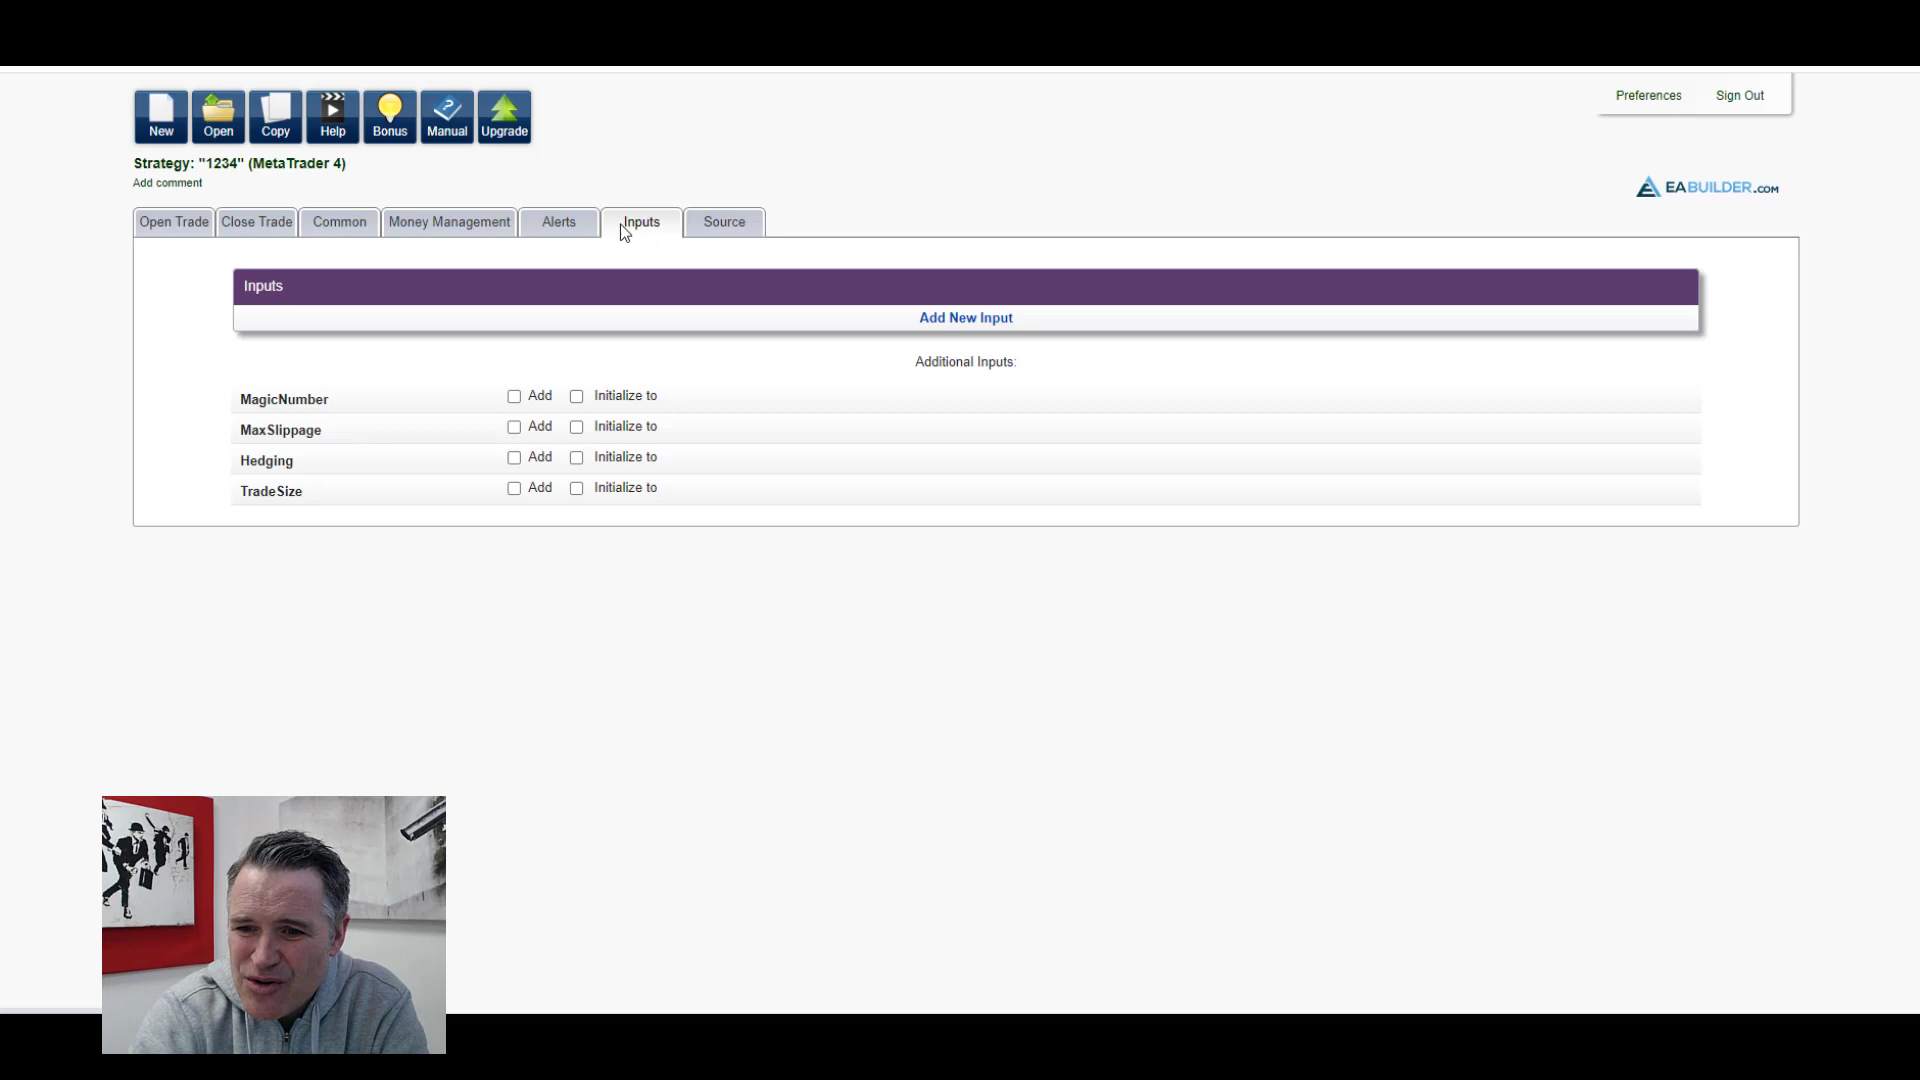 New Open Copy Help Bonus Manual Upgrade
Preferences Sign Out
Strategy: "1234" (MetaTrader 4)
Add comment
EABUILDER.COM
Open Trade Close Trade Common Money Management Alerts Inputs Source
Inputs
Add New Input
Additional Inputs:
MagicNumber Add Initialize to
MaxSlippage Add Initialize to
Hedging Add Initialize to
TradeSize Add Initialize to